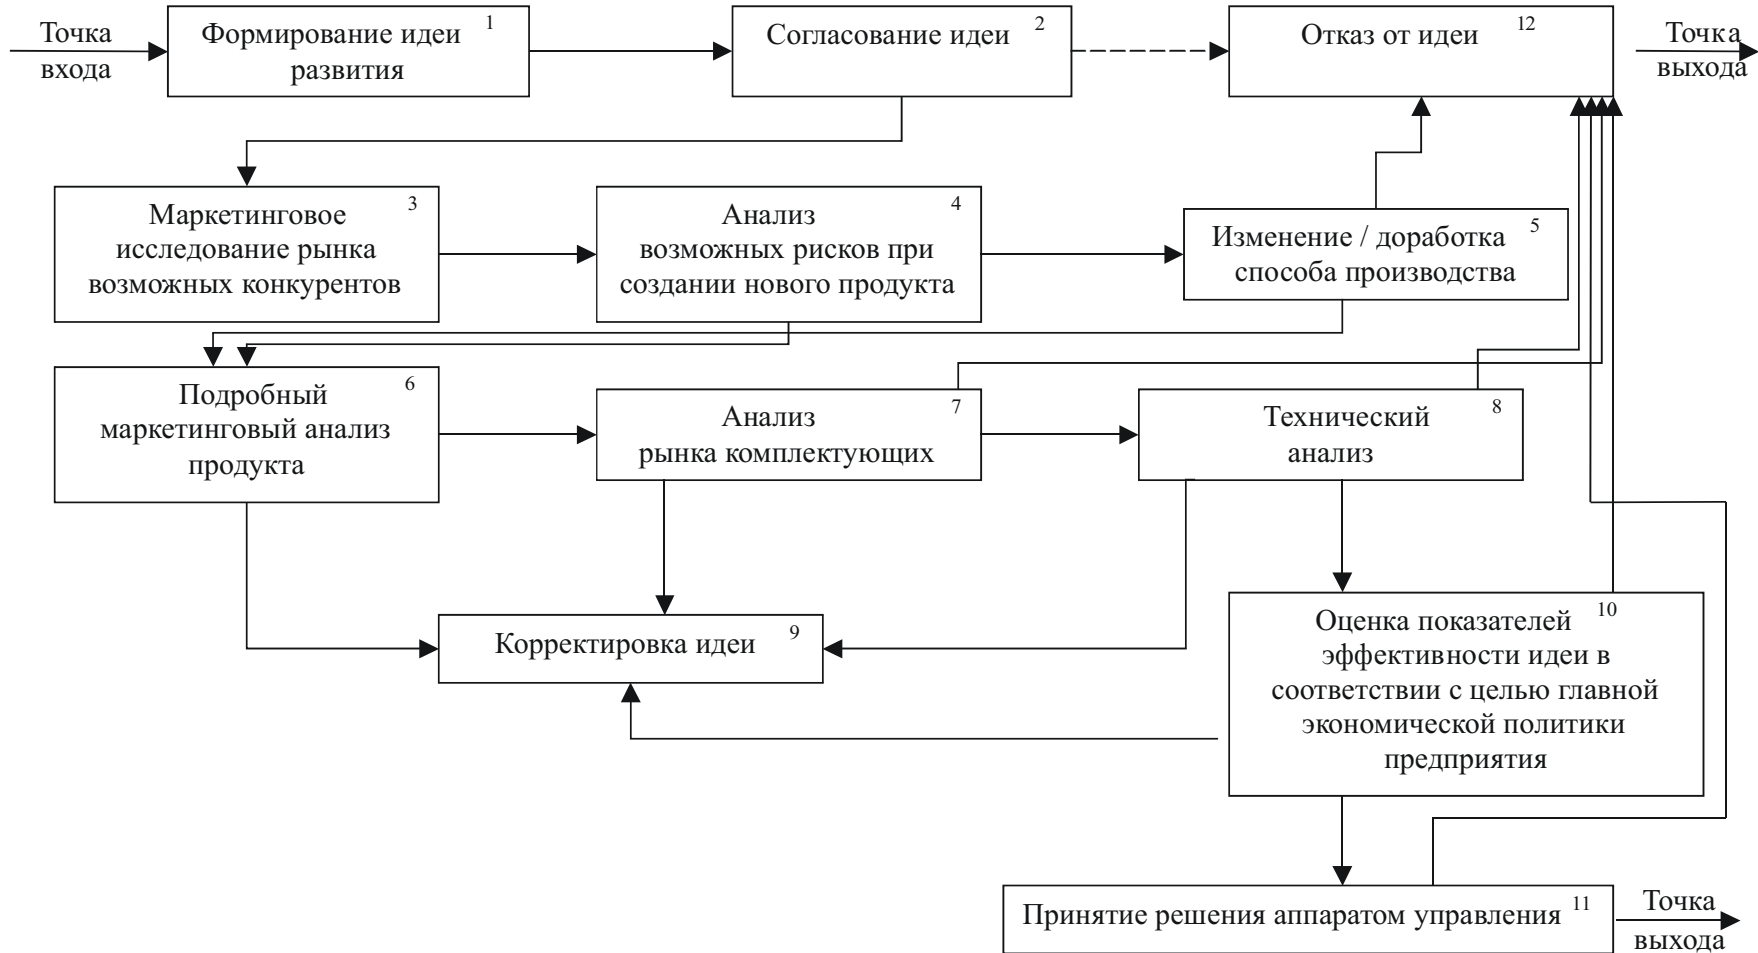 Точка
входа
Формирование идеи 1
развития
Согласование идеи 2
Отказ от идеи 12
Точка
выхода
Маркетинговое 3
исследование рынка
возможных конкурентов
Анализ 4
возможных рисков при
создании нового продукта
Изменение / доработка 5
способа производства
Подробный 6
маркетинговый анализ
продукта
Анализ 7
рынка комплектующих
Технический 8
анализ
Корректировка идеи 9
Оценка показателей 10
эффективности идеи в
соответствии с целью главной
экономической политики
предприятия
Принятие решения аппаратом управления 11
Точка
выхода